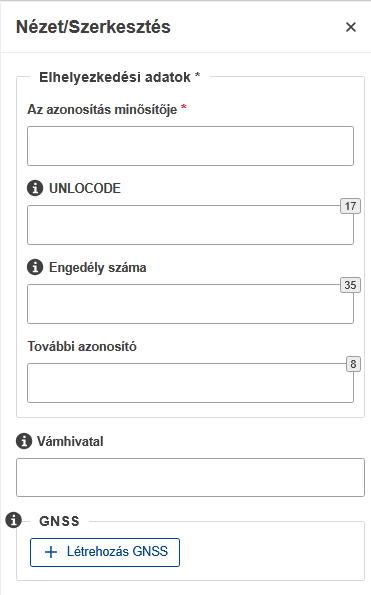 Nézet/Szerkesztés ×
Elhelyezkedési adatok *
Az azonosítás minősítője *
UNLOCODE
17
Engedély száma
35
További azonosító
8
Vámhivatal
GNSS
+ Létrehozás GNSS